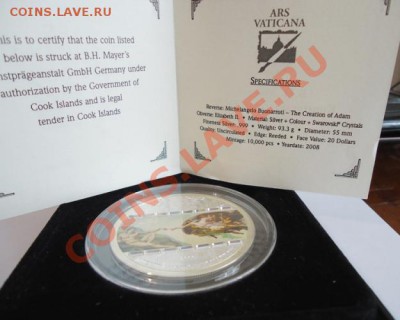 COINS.ЛАВЕ.RU
his is to certify that the coin listed
below is struck at B.H. Mayer's
nstprägeanstalt GmbH Germany under
authorization by the Government of
Cook Islands and is legal
tender in Cook Islands
ARS
VATICANA
SPECIFICATIONS
Reverse: Michelangelo Buonarroti – The Creation of Adam
Obverse: Elizabeth II. • Material: Silver + Colour + Swarovski® Crystals
Fineness Silver: 999 • Weight: 93,3 g • Diameter: 55 mm
Quality: Uncirculated • Edge: Reeded • Face Value: 20 Dollars
Mintage: 10,000 pcs. • Yeardate: 2008
COINS.LAVE.RU